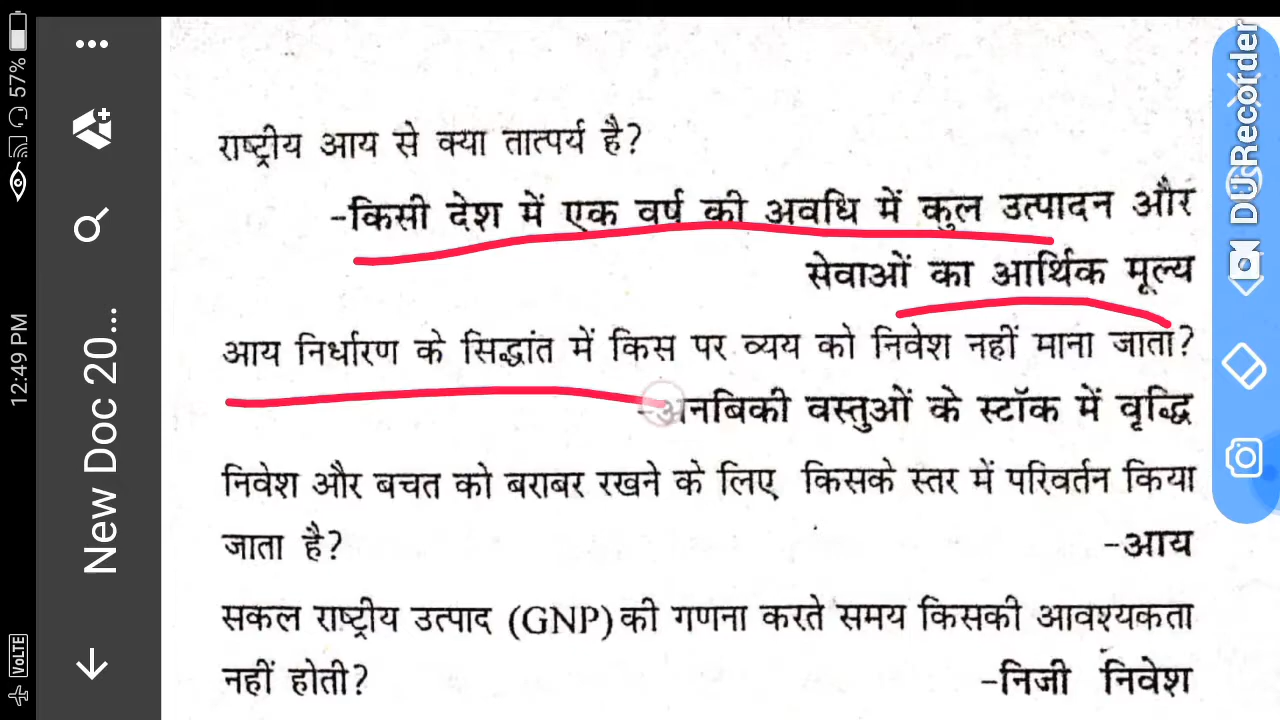 राष्ट्रीय आय से क्या तात्पर्य है?
-किसी देश में एक वर्ष की अवधि में कुल उत्पादन और
सेवाओं का आर्थिक मूल्य
आय निर्धारण के सिद्धांत में किस पर व्यय को निवेश नहीं माना जाता?
-अनबिकी वस्तुओं के स्टॉक में वृद्धि
निवेश और बचत को बराबर रखने के लिए किसके स्तर में परिवर्तन किया
जाता है?
-आय
सकल राष्ट्रीय उत्पाद (GNP) की गणना करते समय किसकी आवश्यकता
नहीं होती?
-निजी निवेश
57%
12:49 PM
VoLTE
New Doc 20...
DU Recorder